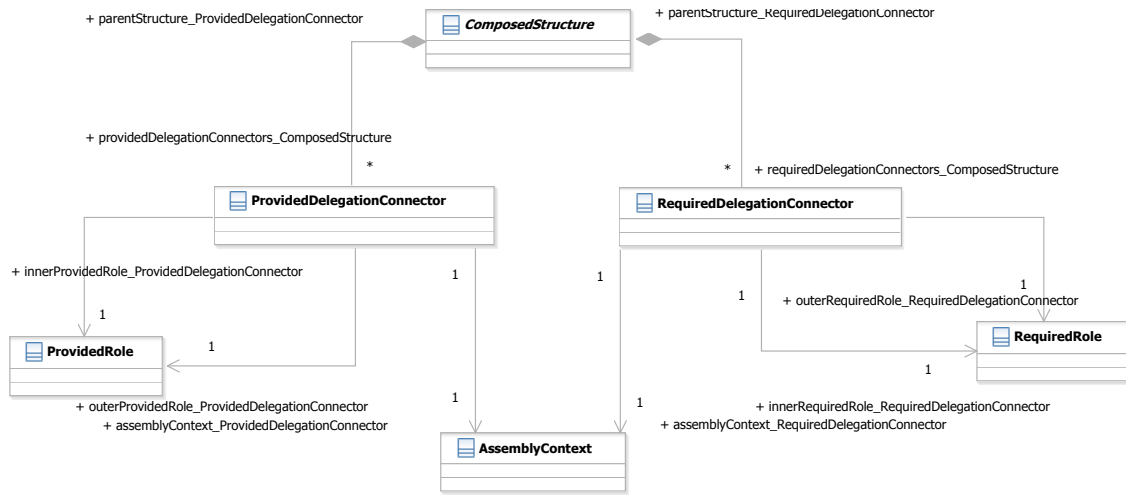 + parentStructure_ProvidedDelegationConnector
ComposedStructure
+ parentStructure_RequiredDelegationConnector
+ providedDelegationConnectors_ComposedStructure
*
*
+ requiredDelegationConnectors_ComposedStructure
ProvidedDelegationConnector
RequiredDelegationConnector
+ innerProvidedRole_ProvidedDelegationConnector
1
1
1
1
+ outerRequiredRole_RequiredDelegationConnector
1
1
ProvidedRole
1
RequiredRole
1
+ outerProvidedRole_ProvidedDelegationConnector
1
1
+ innerRequiredRole_RequiredDelegationConnector
+ assemblyContext_ProvidedDelegationConnector
+ assemblyContext_RequiredDelegationConnector
AssemblyContext